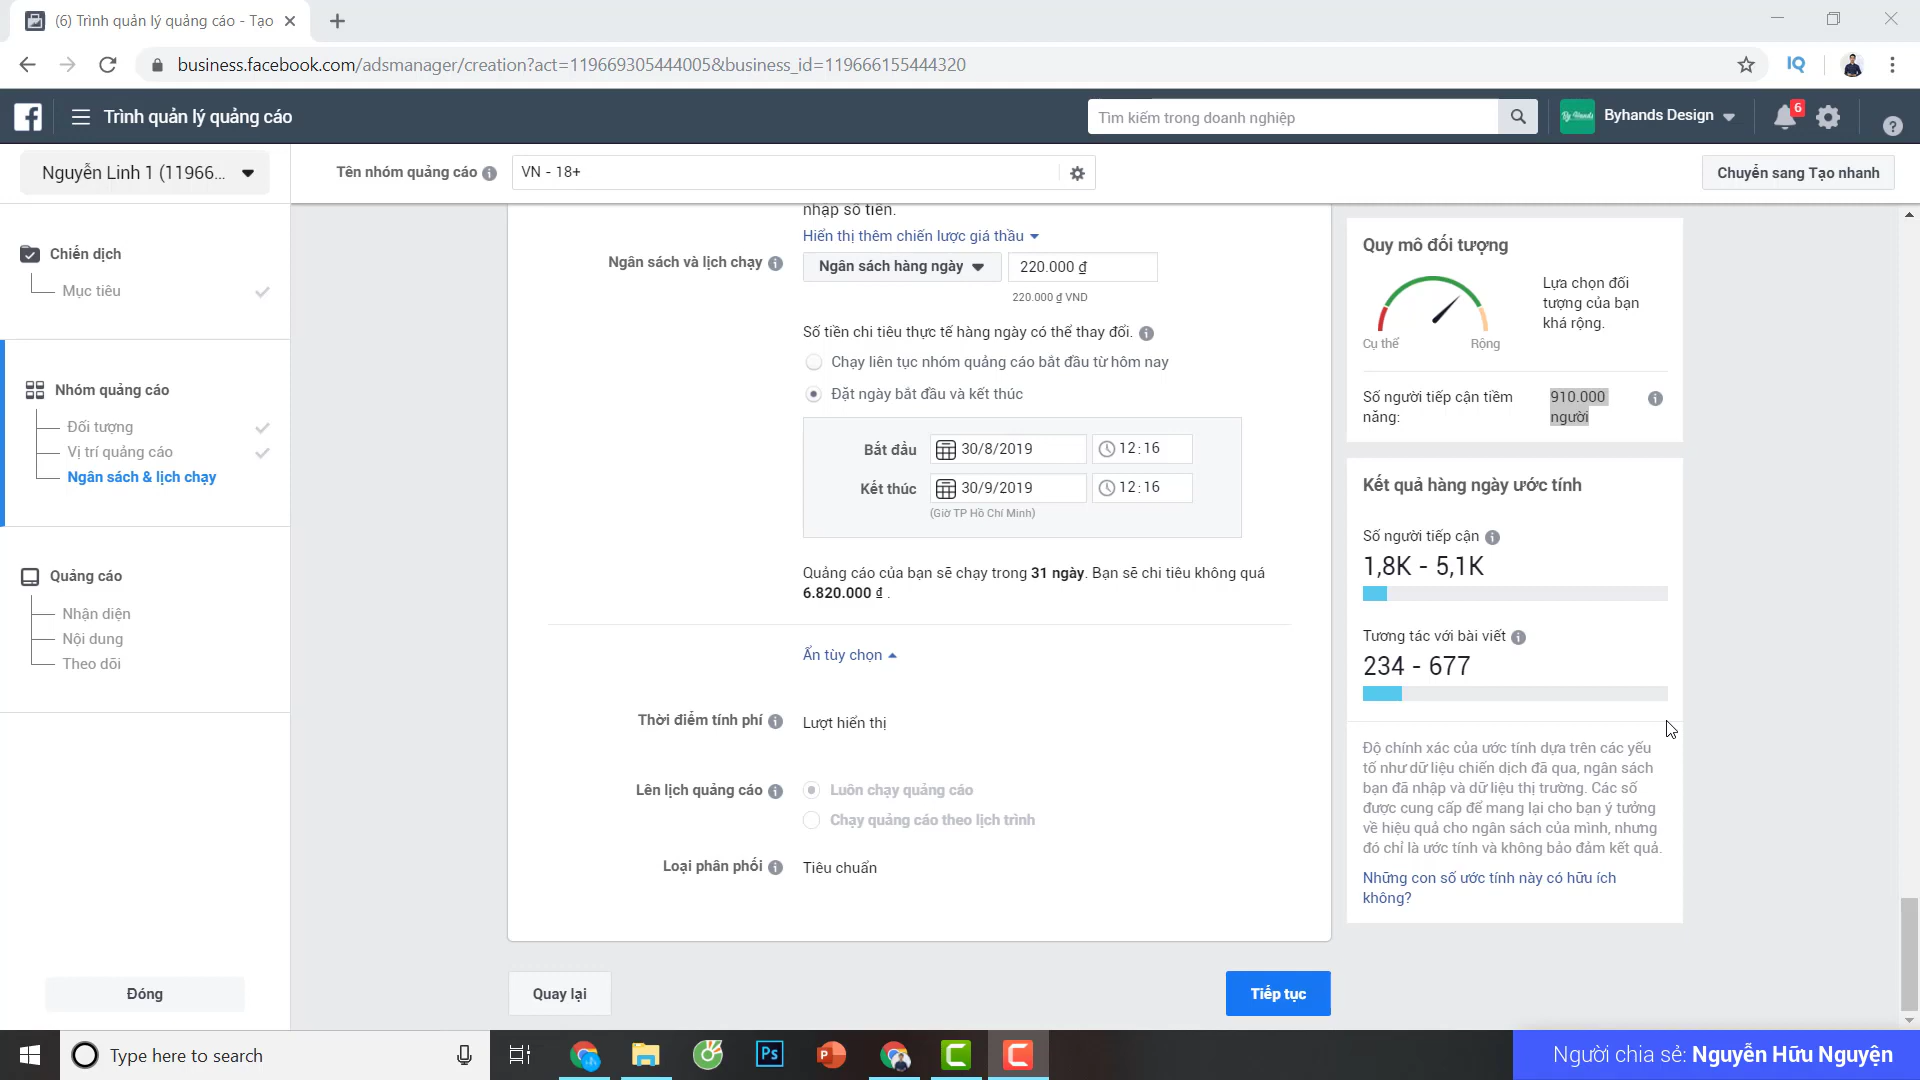 (6) Trình quản lý quảng cáo - Tạo
business.facebook.com/adsmanager/creation?act=119669305444005&business_id=119666155444320
IQ
Trình quản lý quảng cáo
Tìm kiếm trong doanh nghiệp
By Hands
Byhands Design
6
Nguyễn Linh 1 (11966...
Tên nhóm quảng cáo
VN - 18+
Chuyển sang Tạo nhanh
Chiến dịch
Mục tiêu
Nhóm quảng cáo
Đối tượng
Vị trí quảng cáo
Ngân sách & lịch chạy
Quảng cáo
Nhận diện
Nội dung
Theo dõi
Đóng
nhập số tiền.
Hiển thị thêm chiến lược giá thầu
Ngân sách và lịch chạy
Ngân sách hàng ngày
220.000 ₫
220.000 ₫ VND
Số tiền chi tiêu thực tế hàng ngày có thể thay đổi.
Chạy liên tục nhóm quảng cáo bắt đầu từ hôm nay
Đặt ngày bắt đầu và kết thúc
Bắt đầu
30/8/2019
12:16
Kết thúc
30/9/2019
12:16
(Giờ TP Hồ Chí Minh)
Quảng cáo của bạn sẽ chạy trong 31 ngày. Bạn sẽ chi tiêu không quá
6.820.000 ₫ .
Ẩn tùy chọn
Thời điểm tính phí
Lượt hiển thị
Lên lịch quảng cáo
Luôn chạy quảng cáo
Chạy quảng cáo theo lịch trình
Loại phân phối
Tiêu chuẩn
Quay lại
Tiếp tục
Quy mô đối tượng
Cụ thể
Rộng
Lựa chọn đối
tượng của bạn
khá rộng.
Số người tiếp cận tiềm
năng:
910.000
người
Kết quả hàng ngày ước tính
Số người tiếp cận
1,8K - 5,1K
Tương tác với bài viết
234 - 677
Độ chính xác của ước tính dựa trên các yếu
tố như dữ liệu chiến dịch đã qua, ngân sách
bạn đã nhập và dữ liệu thị trường. Các số
được cung cấp để mang lại cho bạn ý tưởng
về hiệu quả cho ngân sách của mình, nhưng
đó chỉ là ước tính và không bảo đảm kết quả.
Những con số ước tính này có hữu ích
không?
Type here to search
Ps
Người chia sẻ: Nguyễn Hữu Nguyện